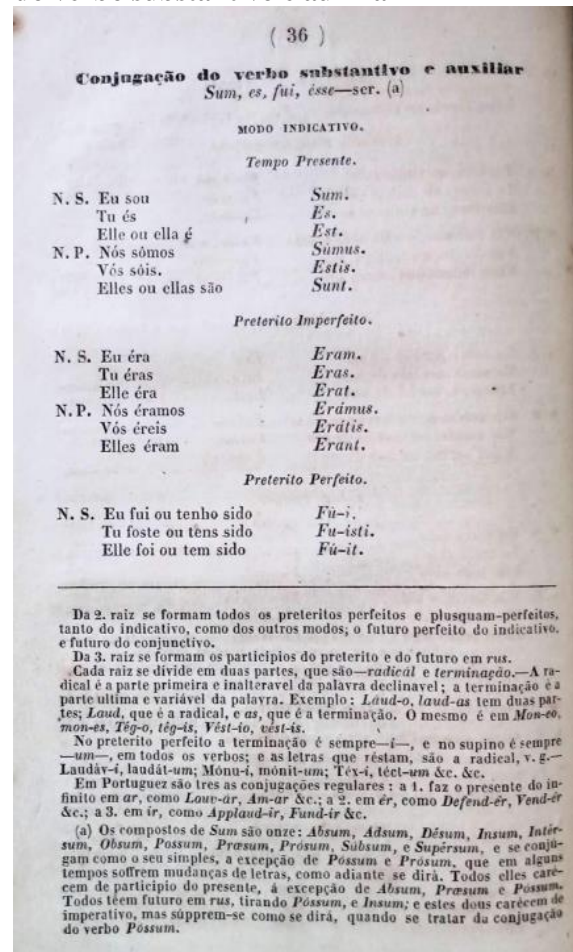 ( 36 )
Conjugação do verbo substantivo e auxiliar
Sum, es, fui, ésse—ser. (a)
MODO INDICATIVO.
Tempo Presente.
N. S. Eu sou Sum.
Tu és Es.
Elle ou ella é Est.
N. P. Nós sômos Súmus.
Vós sóis. Estis.
Elles ou ellas são Sunt.
Preterito Imperfeito.
N. S. Eu éra Eram.
Tu éras Eras.
Elle éra Erat.
N. P. Nós éramos Erámus.
Vós éreis Erátis.
Elles éram Erant.
Preterito Perfeito.
N. S. Eu fui ou tenho sido Fú-i.
Tu foste ou tens sido Fu-isti.
Elle foi ou tem sido Fú-it.
Da 2. raiz se formam todos os preteritos perfeitos e plusquam-perfeitos,
tanto do indicativo, como dos outros modos; o futuro perfeito do indicativo.
e futuro do conjunctivo.
Da 3. raiz se formam os participios do preterito e do futuro em rus.
Cada raiz se divide em duas partes, que são—radicál e terminação.—A ra-
dical é a parte primeira e inalteravel da palavra declinavel; a terminação é a
parte ultima e variável da palavra. Exemplo: Láud-o, laud-as tem duas par-
tes; Laud, que é a radical, e as, que é a terminação. O mesmo é em Mon-eo,
mon-es, Tég-o, tég-is, Vést-io, vést-is.
No preterito perfeito a terminação é sempre—i—, e no supino é sempre
—um—, em todos os verbos; e as letras que réstam, são a radical, v. g.—
Laudáv-i, laudát-um; Mónu-i, mónit-um; Téx-i, téct-um &c. &c.
Em Portuguez são tres as conjugações regulares: a 1. faz o presente do in-
finito em ar, como Louv-ár, Am-ar &c.; a 2. em ér, como Defend-ér, Vend-ér
&c.; a 3. em ir, como Applaud-ir, Fund-ir &c.
(a) Os compostos de Sum são onze: Absum, Adsum, Désum, Insum, Intér-
sum, Obsum, Possum, Præsum, Prósum, Súbsum, e Supérsum, e se conju-
gam como o seu simples, a excepção de Póssum e Prósum, que em alguns
tempos soffrem mudanças de letras, como adiante se dirá. Todos elles caré-
cem de participio do presente, á excepção de Absum, Præsum e Póssum.
Todos téem futuro em rus, tirando Póssum, e Insum; e estes dous carécem de
imperativo, mas súpprem-se como se dirá, quando se tratar da conjugação
do verbo Póssum.